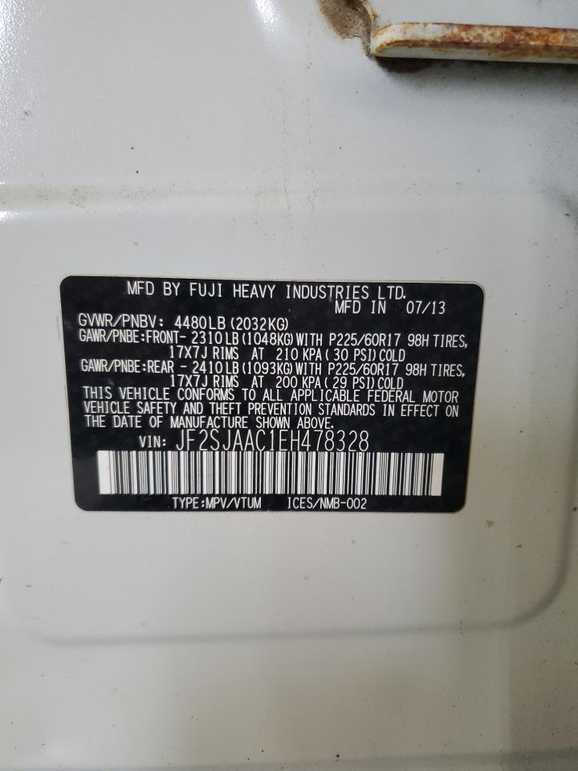 MFD BY FUJI HEAVY INDUSTRIES LTD.
MFD IN 07/13
GVWR/PNBV: 4480LB(2032KG)
GAWR/PNBE:FRONT- 2310LB(1048KG)WITH P225/60R17 98H TIRES,
17X7J RIMS AT 210 KPA(30 PSI)COLD
GAWR/PNBE:REAR - 2410LB(1093KG)WITH P225/60R17 98H TIRES,
17X7J RIMS AT 200 KPA(29 PSI)COLD
THIS VEHICLE CONFORMS TO ALL APPLICABLE FEDERAL MOTOR
VEHICLE SAFETY AND THEFT PREVENTION STANDARDS IN EFFECT ON
THE DATE OF MANUFACTURE SHOWN ABOVE.
VIN: JF2SJAAC1EH478328
TYPE:MPV/VTUM ICES/NMB-002